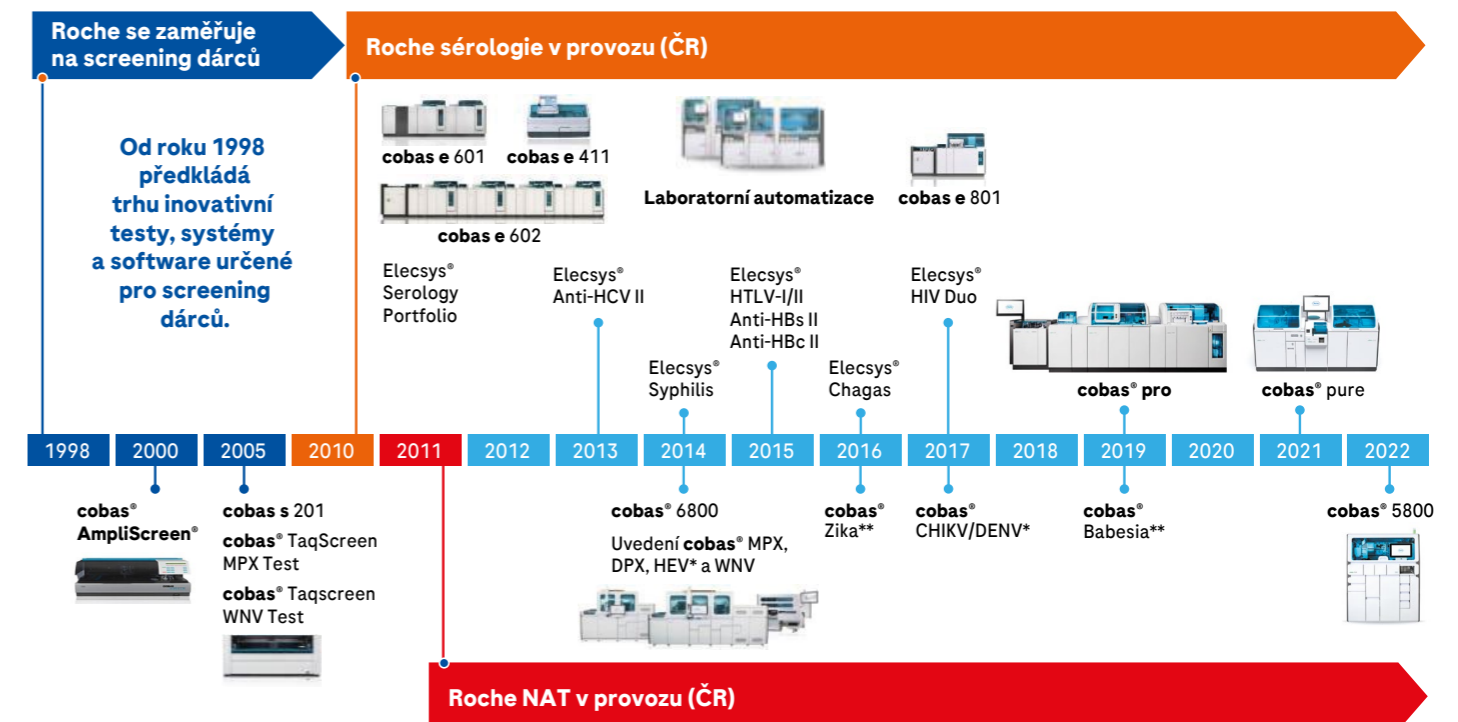 Roche se zaměřuje
na screening dárců
Roche sérologie v provozu (ČR)
Od roku 1998
předkládá
trhu inovativní
testy, systémy
a software určené
pro screening
dárců.
cobas e 601
cobas e 411
cobas e 602
Laboratorní automatizace
cobas e 801
Elecsys®
Serology
Portfolio
Elecsys®
Anti-HCV II
Elecsys®
Syphilis
Elecsys®
HTLV-I/II
Anti-HBs II
Anti-HBc II
Elecsys®
Chagas
Elecsys®
HIV Duo
cobas® pro
cobas® pure
1998 2000 2005 2010 2011 2012 2013 2014 2015 2016 2017 2018 2019 2020 2021 2022
cobas®
AmpliScreen®
cobas s 201
cobas® TaqScreen
MPX Test
cobas® Taqscreen
WNV Test
cobas® 6800
Uvedení cobas® MPX,
DPX, HEV* a WNV
cobas®
Zika**
cobas®
CHIKV/DENV*
cobas®
Babesia**
cobas® 5800
Roche NAT v provozu (ČR)